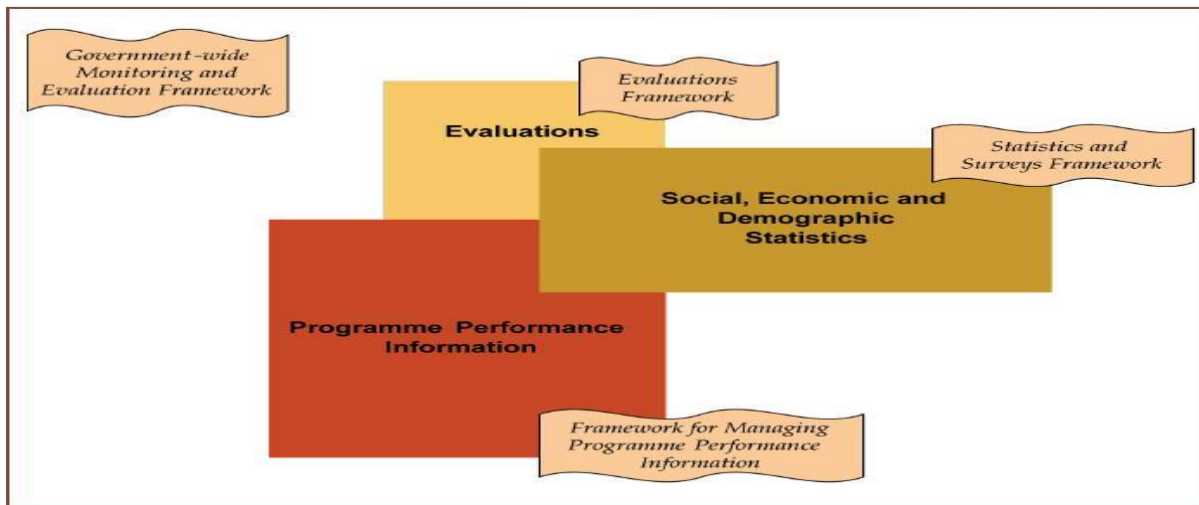 Government-wide
Monitoring and
Evaluation Framework
Evaluations
Framework
Evaluations
Statistics and
Surveys Framework
Social, Economic and
Demographic
Statistics
Programme Performance
Information
Framework for Managing
Programme Performance
Information